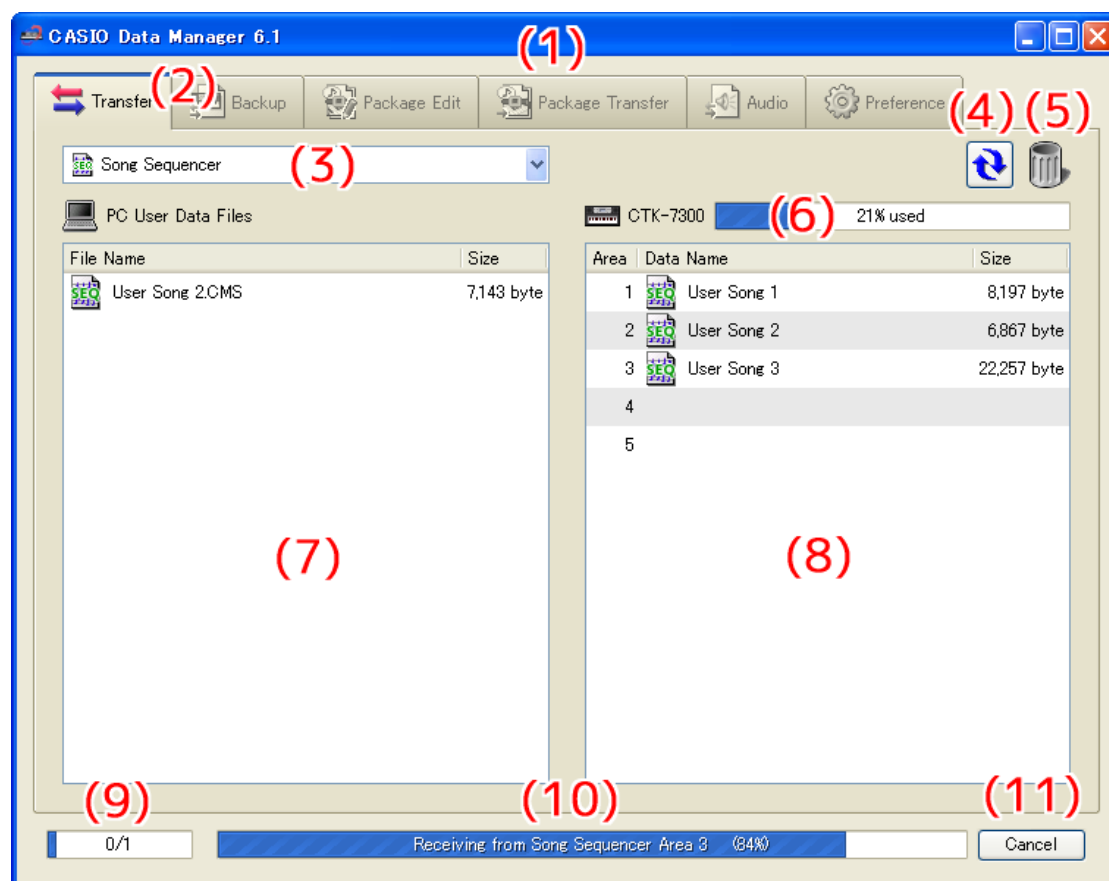 CASIO Data Manager 6.1
(1)
Transfer
(2)
Backup
Package Edit
Package Transfer
Audio
Preference
(4)
(5)
Song Sequencer
(3)
PC User Data Files
CTK-7300
(6)
21% used
File Name Size
User Song 2.CMS 7,143 byte
Area Data Name Size
1 SEQ User Song 1 8,197 byte
2 SEQ User Song 2 6,867 byte
3 SEQ User Song 3 22,257 byte
4
5
(7)
(8)
(9)
(10)
(11)
0/1
Receiving from Song Sequencer Area 3 (84%)
Cancel